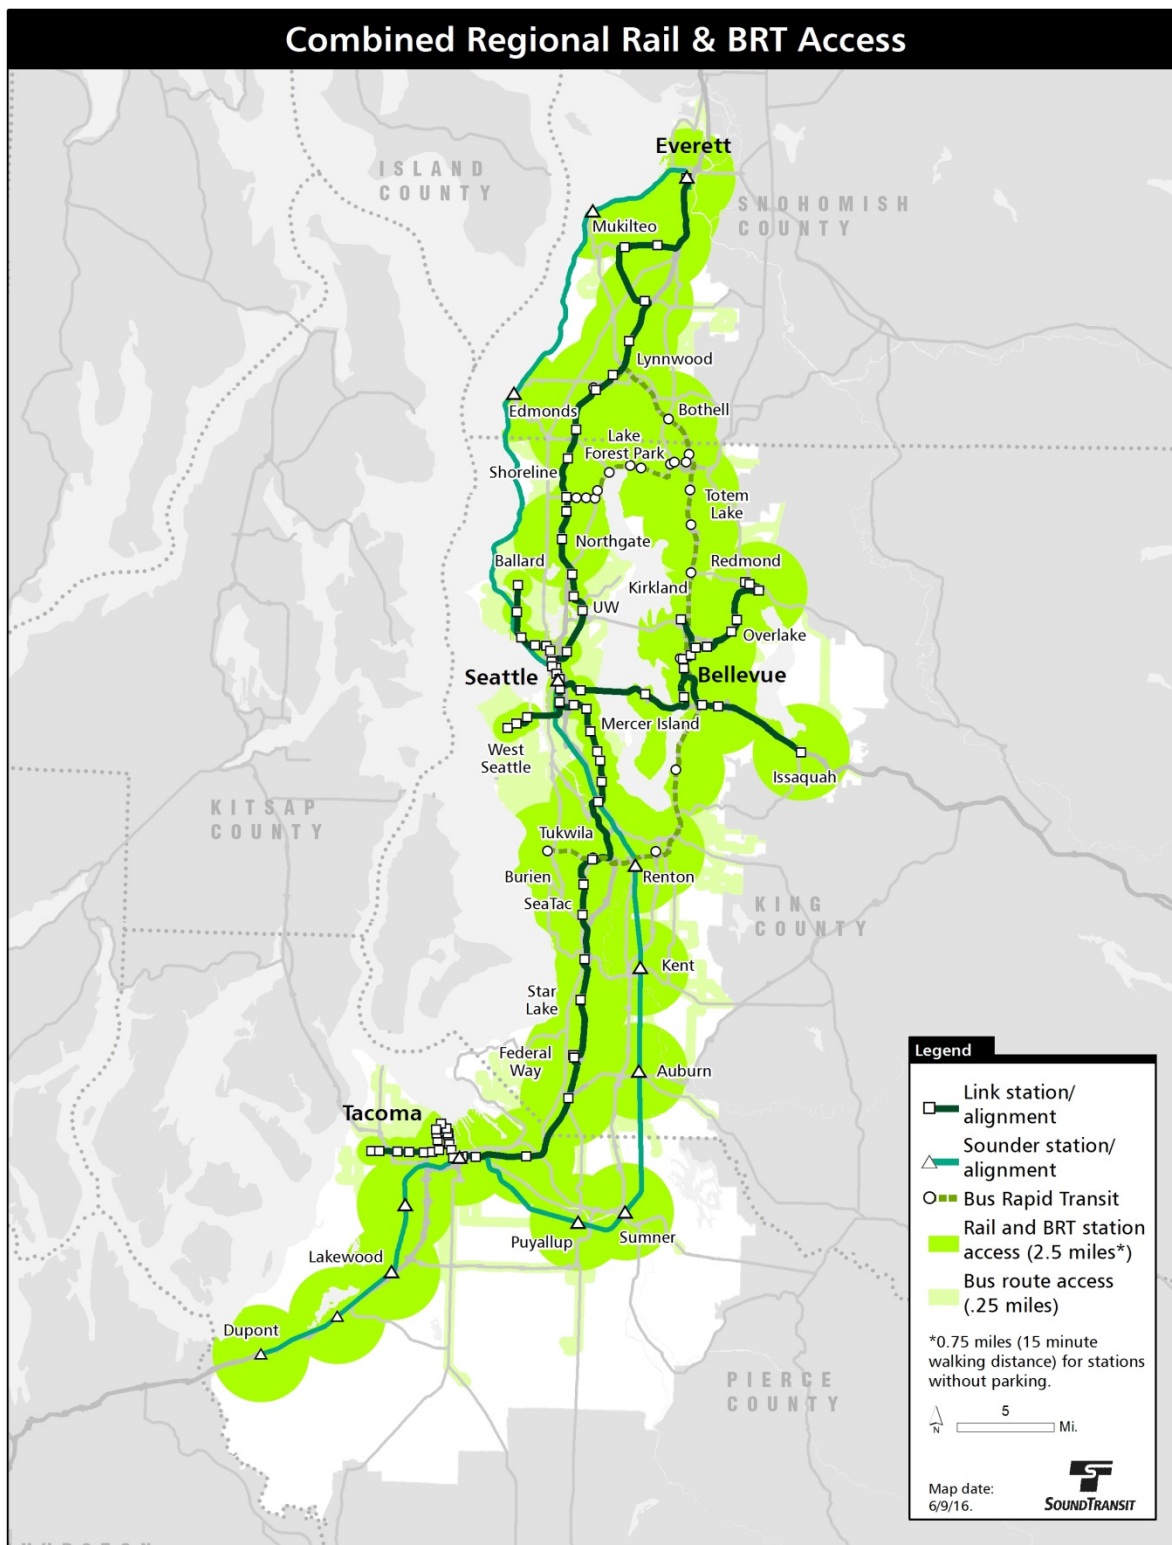 Combined Regional Rail & BRT Access
Everett
ISLAND
COUNTY
SNOHOMISH
COUNTY
Mukilteo
Lynnwood
Edmonds
Bothell
Lake
Forest Park
Shoreline
Totem
Lake
Northgate
Ballard
Redmond
Kirkland
UW
Overlake
Seattle
Bellevue
Mercer Island
West
Seattle
Issaquah
KITSAP
COUNTY
Tukwila
Burien
Renton
SeaTac
KING
COUNTY
Kent
Star
Lake
Federal
Way
Auburn
Tacoma
Puyallup
Sumner
Lakewood
Dupont
PIERCE
COUNTY
Legend
Link station/
alignment
Sounder station/
alignment
Bus Rapid Transit
Rail and BRT station
access (2.5 miles*)
Bus route access
(.25 miles)
*0.75 miles (15 minute
walking distance) for stations
without parking.
N
5
Mi.
Map date:
6/9/16.
SOUNDTRANSIT